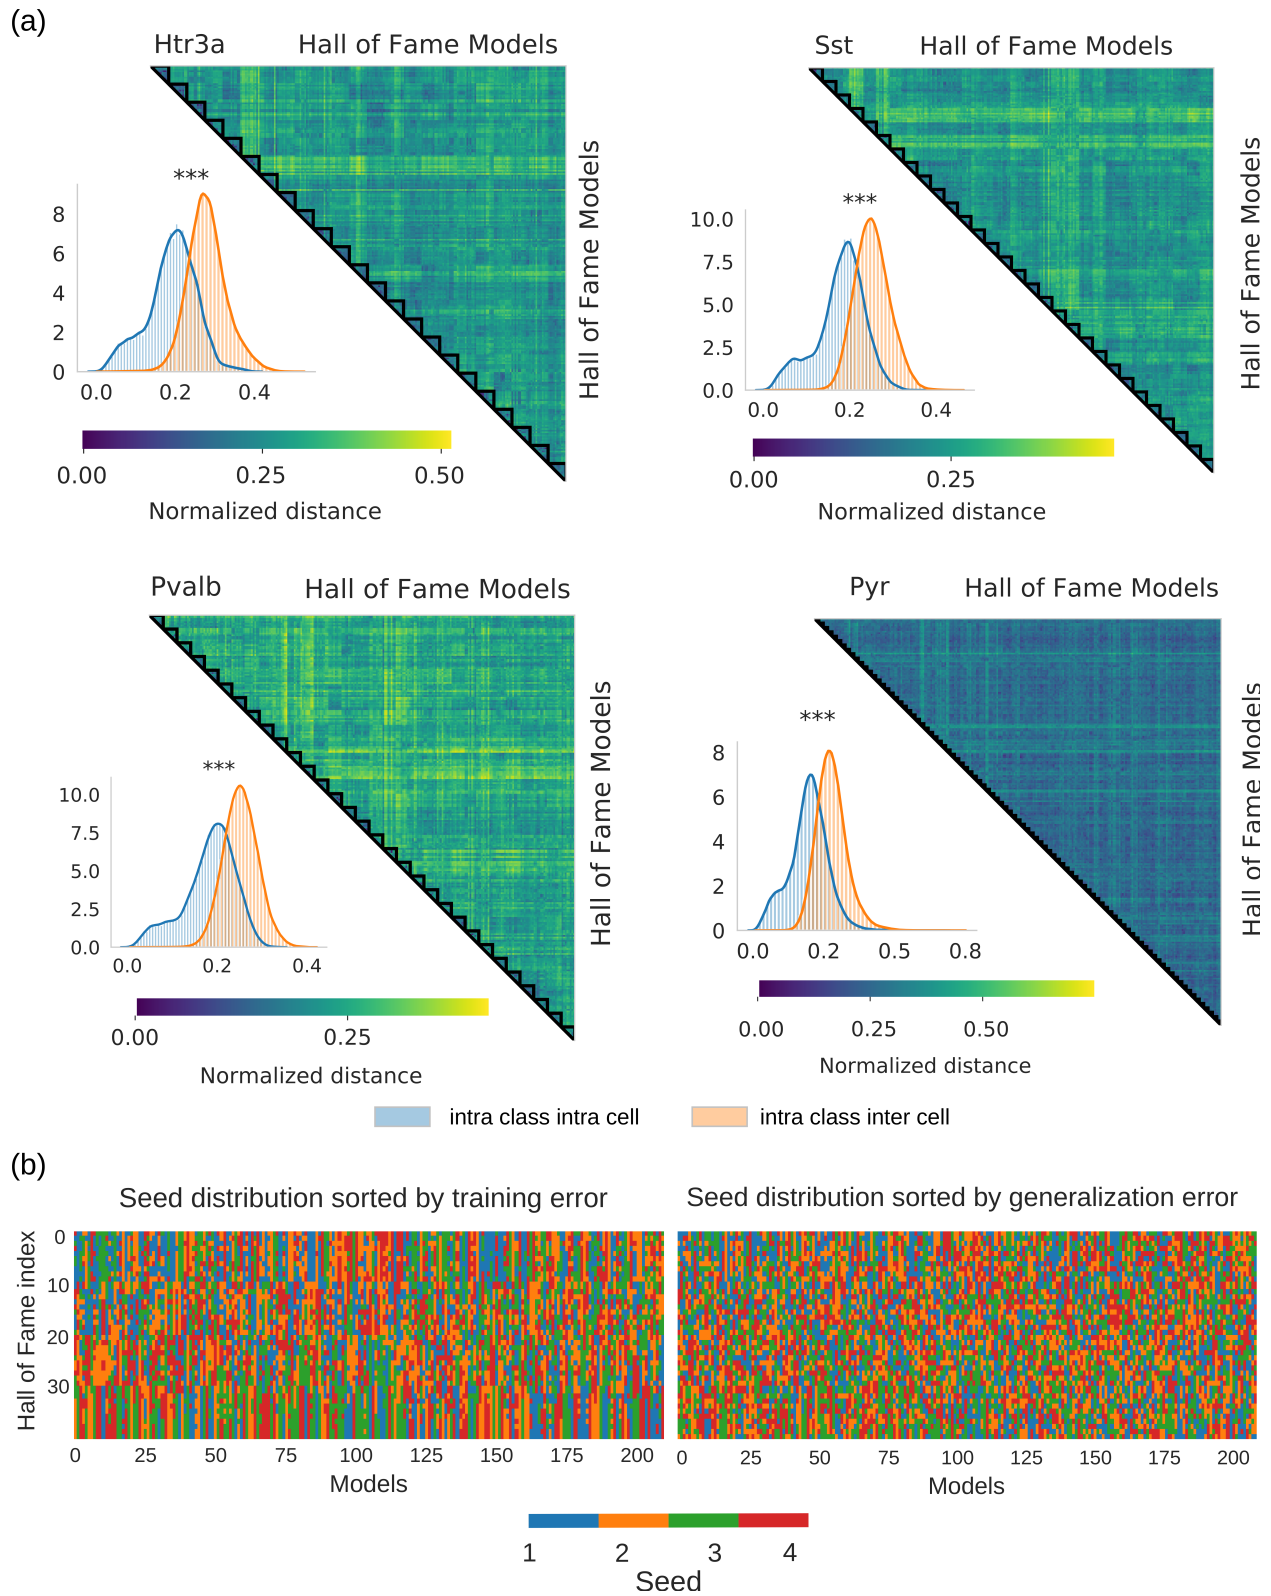 (a)
Htr3a
Hall of Fame Models
Hall of Fame Models
***
8
6
4
2
0
0.0 0.2 0.4
0.00 0.25 0.50
Normalized distance
Sst
Hall of Fame Models
Hall of Fame Models
***
10.0
7.5
5.0
2.5
0.0
0.0 0.2 0.4
0.00 0.25
Normalized distance
Pvalb
Hall of Fame Models
Hall of Fame Models
***
10.0
7.5
5.0
2.5
0.0
0.0 0.2 0.4
0.00 0.25
Normalized distance
Pyr
Hall of Fame Models
Hall of Fame Models
***
8
6
4
2
0
0.0 0.2 0.5 0.8
0.00 0.25 0.50
Normalized distance
intra class intra cell
intra class inter cell
(b)
Seed distribution sorted by training error
Hall of Fame index
0
10
20
30
0 25 50 75 100 125 150 175 200
Models
Seed distribution sorted by generalization error
0 25 50 75 100 125 150 175 200
Models
1 2 3 4
Seed